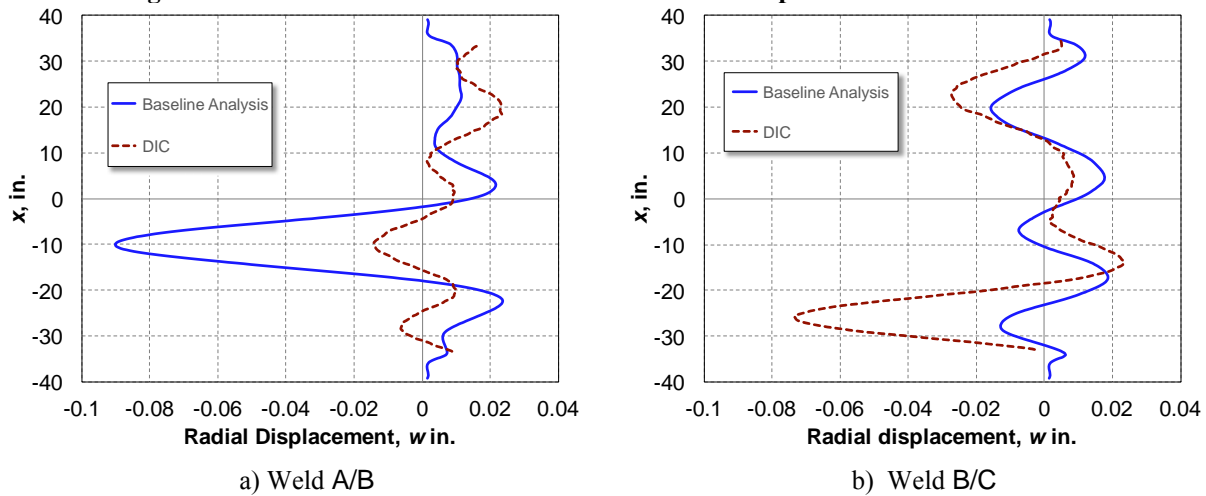 40
30
20
10
0
-10
-20
-30
-40
x, in.
Baseline Analysis
DIC
-0.1 -0.08 -0.06 -0.04 -0.02 0 0.02 0.04
Radial Displacement, w in.
a) Weld A/B
40
30
20
10
0
-10
-20
-30
-40
x, in.
Baseline Analysis
DIC
-0.1 -0.08 -0.06 -0.04 -0.02 0 0.02 0.04
Radial displacement, w in.
b) Weld B/C